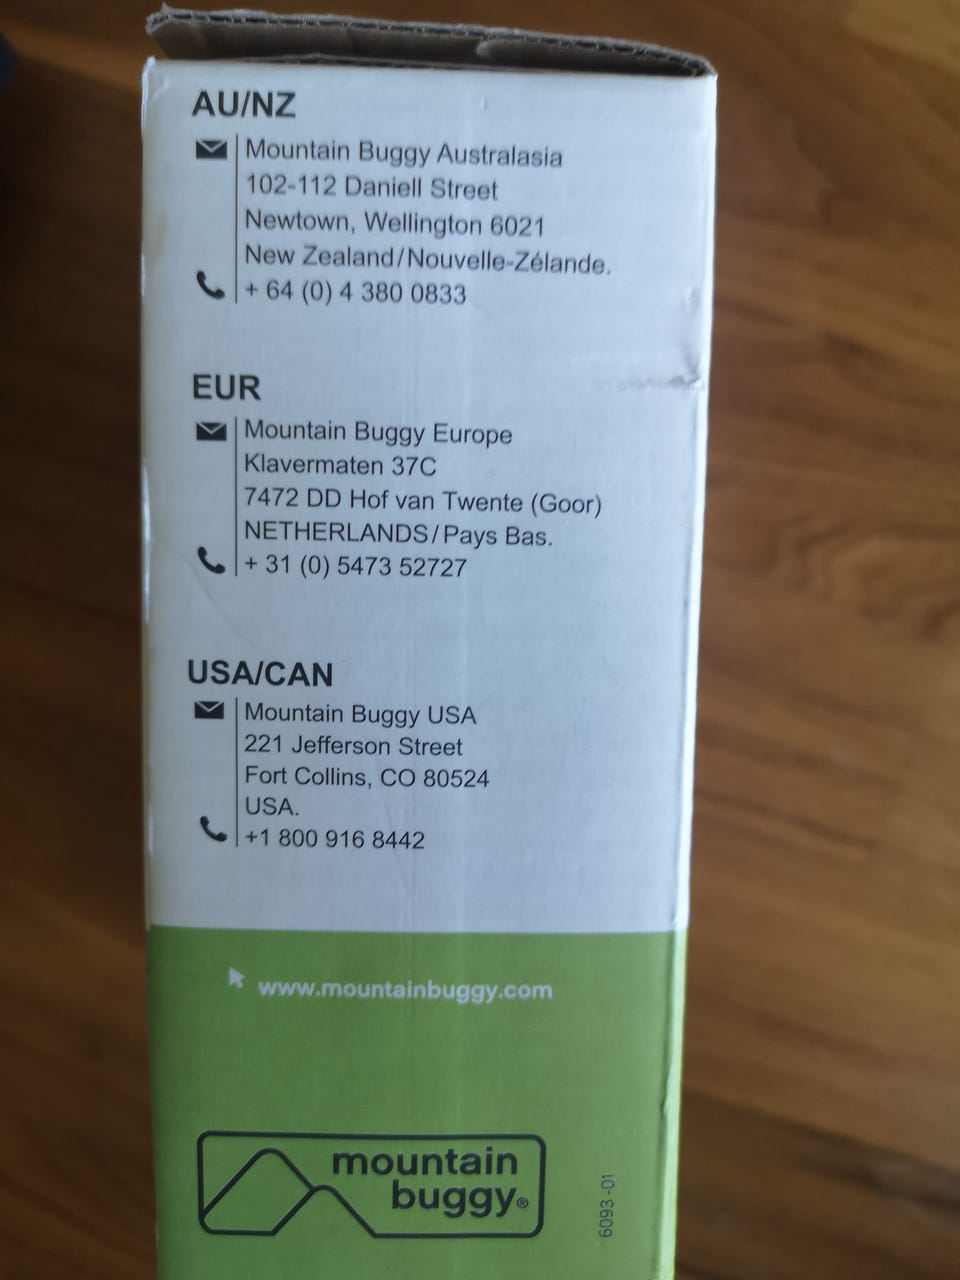 AU/NZ
Mountain Buggy Australasia
102-112 Daniell Street
Newtown, Wellington 6021
New Zealand/Nouvelle-Zélande.
+ 64 (0) 4 380 0833
EUR
Mountain Buggy Europe
Klavermaten 37C
7472 DD Hof van Twente (Goor)
NETHERLANDS/Pays Bas.
+ 31 (0) 5473 52727
USA/CAN
Mountain Buggy USA
221 Jefferson Street
Fort Collins, CO 80524
USA.
+1 800 916 8442
www.mountainbuggy.com
mountain
buggy®
6093-01